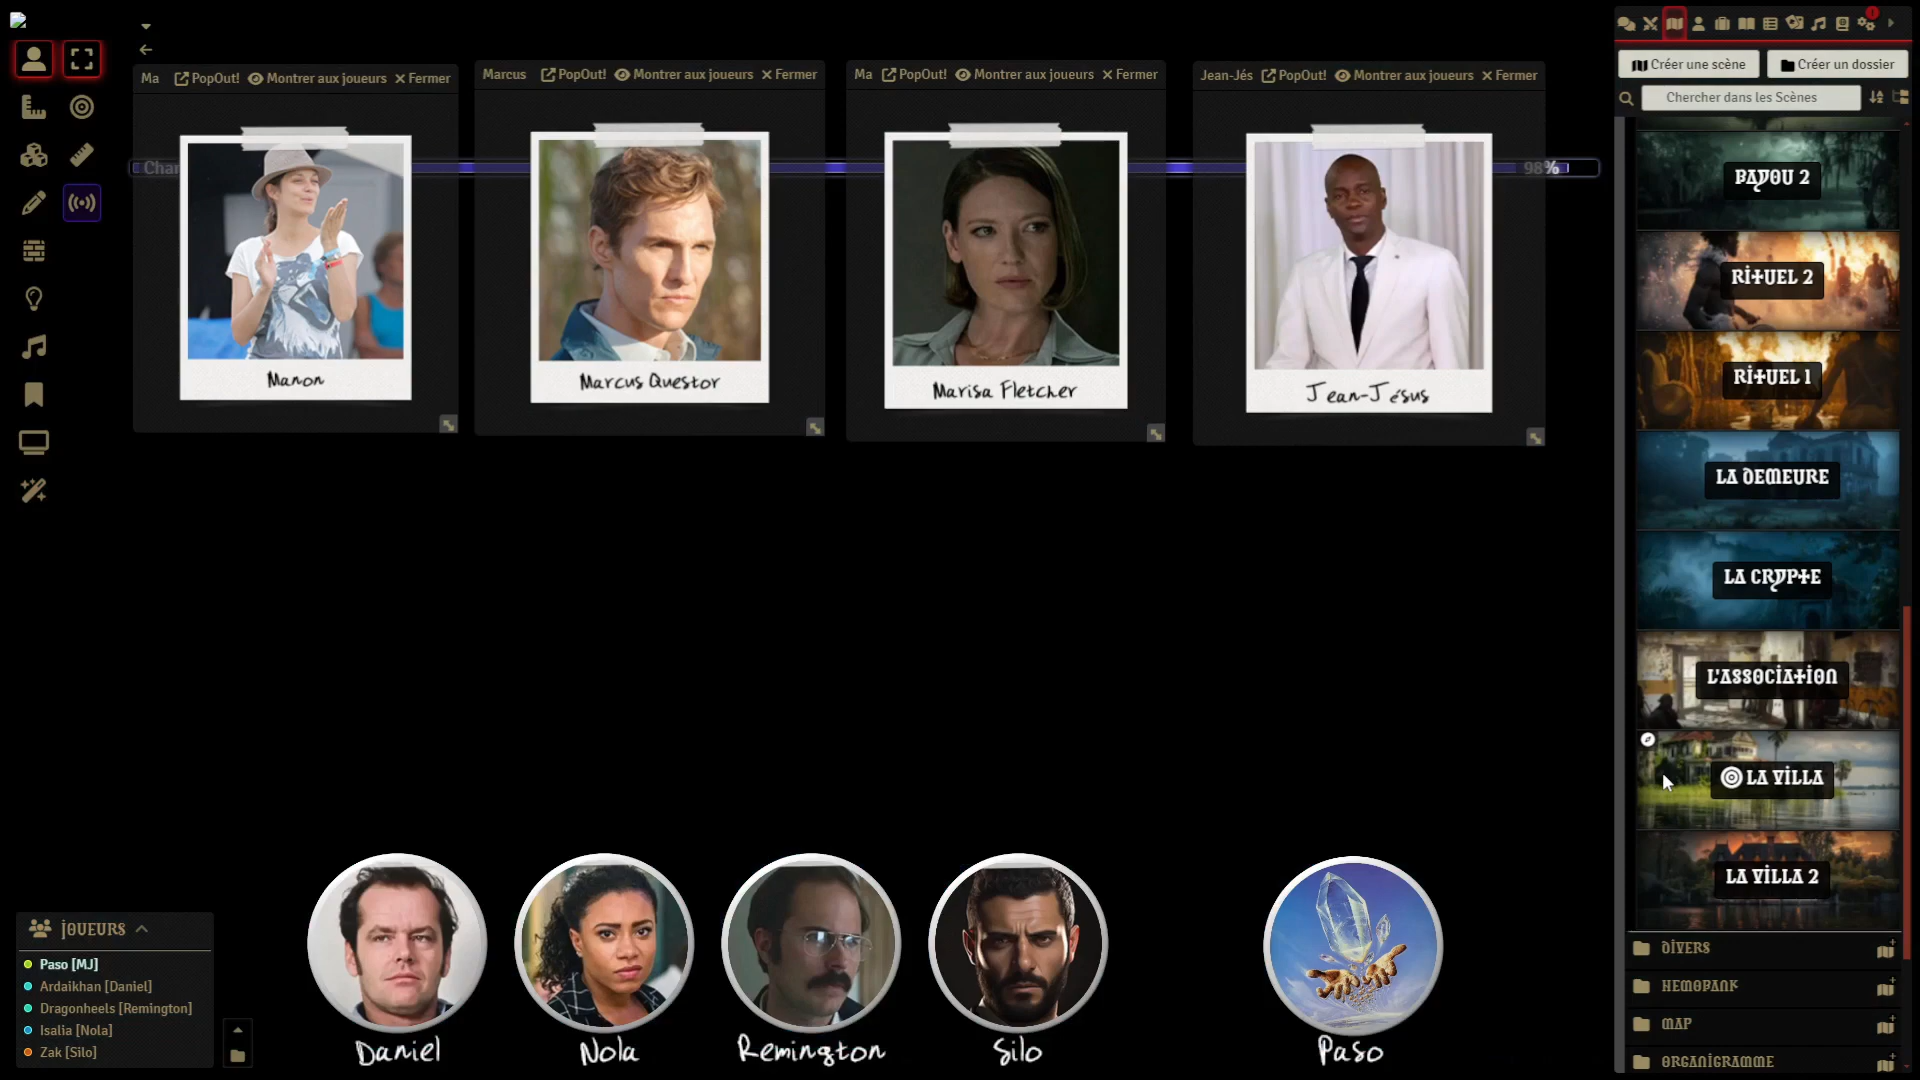 Créer une scène
Créer un dossier
Chercher dans les Scènes
Ma
PopOut!
Montrer aux joueurs
Fermer
Marcus
PopOut!
Montrer aux joueurs
Fermer
Ma
PopOut!
Montrer aux joueurs
Fermer
Jean-Jés
PopOut!
Montrer aux joueurs
Fermer
Char
98%
Manon
Marcus Questor
Marisa Fletcher
Jean-Jésus
BAYOU 2
RITUEL 2
RITUEL 1
LA DEMEURE
LA CRYPTE
L'ASSOCIATION
LA VILLA
LA VILLA 2
DIVERS
HEMOPANK
MAP
ORGANIGRAMME
JOUEURS
Paso [MJ]
Ardaikhan [Daniel]
Dragonheels [Remington]
Isalia [Nola]
Zak [Silo]
Daniel
Nola
Remington
Silo
Paso